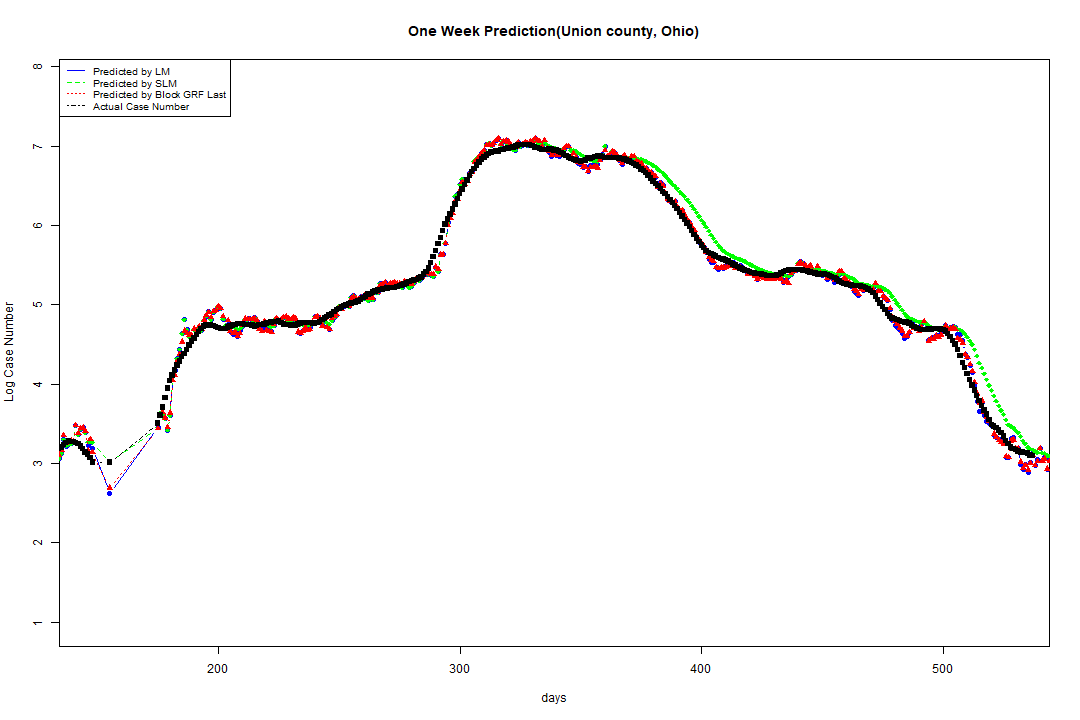 One Week Prediction(Union county, Ohio)
Predicted by LM
Predicted by SLM
Predicted by Block GRF Last
Actual Case Number
8
7
6
5
4
3
2
1
Log Case Number
200 300 400 500
days